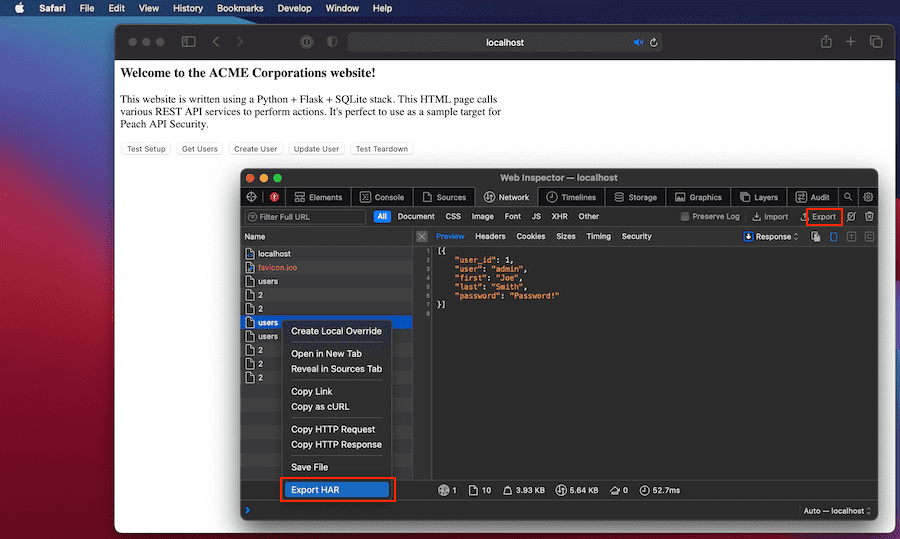 Safari File Edit View History Bookmarks Develop Window Help
localhost
Welcome to the ACME Corporations website!
This website is written using a Python + Flask + SQLite stack. This HTML page calls
various REST API services to perform actions. It's perfect to use as a sample target for
Peach API Security.
Test Setup Get Users Create User Update User Test Teardown
Web Inspector — localhost
Elements Console Sources Network Timelines Storage Graphics Layers Audit
Filter Full URL All Document CSS Image Font JS XHR Other Preserve Log Import Export
Name Preview Headers Cookies Sizes Timing Security Response
localhost
favicon.ico
users
2
2
users
users
2
2
2
1 [{
2 "user_id": 1,
3 "user": "admin",
4 "first": "Joe",
5 "last": "Smith",
6 "password": "Password!"
7 }]
8
Create Local Override
Open in New Tab
Reveal in Sources Tab
Copy Link
Copy as cURL
Copy HTTP Request
Copy HTTP Response
Save File
Export HAR
1 10 3.93 KB 5.64 KB 0 52.7ms
Auto — localhost